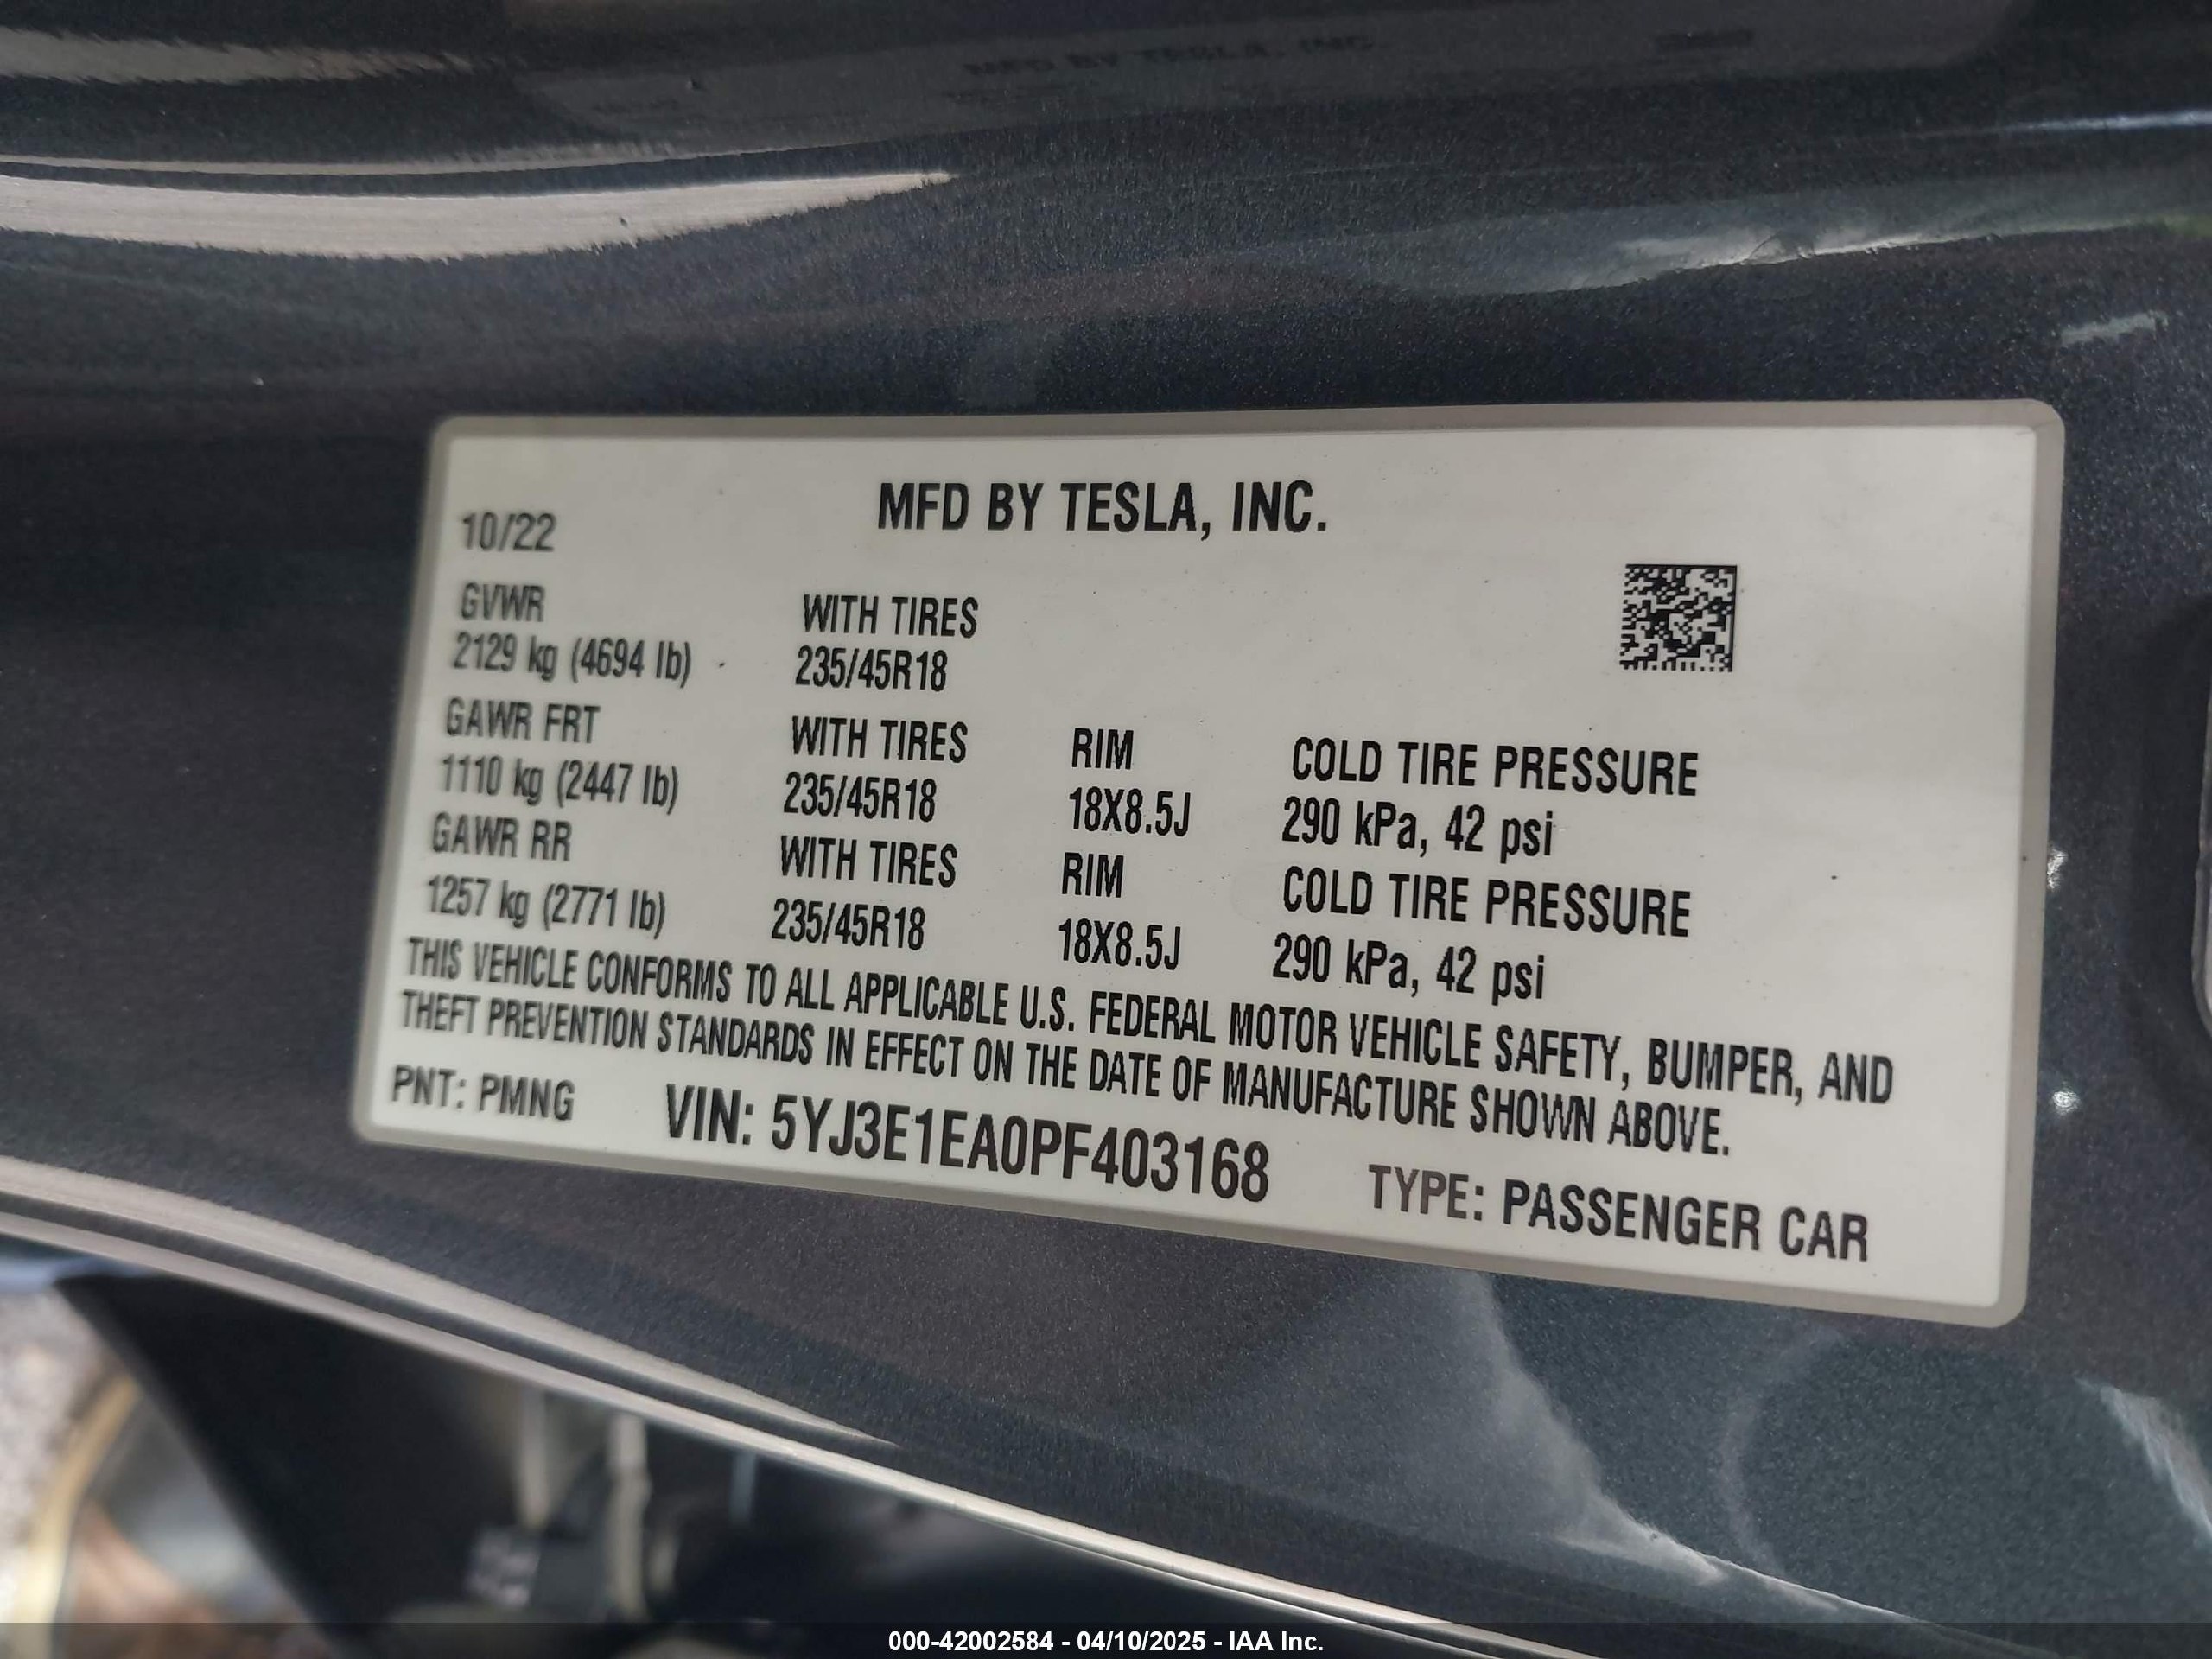 MFD BY TESLA, INC.
10/22
GVWR WITH TIRES
2129 kg (4694 lb) 235/45R18
GAWR FRT WITH TIRES RIM COLD TIRE PRESSURE
1110 kg (2447 lb) 235/45R18 18X8.5J 290 kPa, 42 psi
GAWR RR WITH TIRES RIM COLD TIRE PRESSURE
1257 kg (2771 lb) 235/45R18 18X8.5J 290 kPa, 42 psi
THIS VEHICLE CONFORMS TO ALL APPLICABLE U.S. FEDERAL MOTOR VEHICLE SAFETY, BUMPER, AND
THEFT PREVENTION STANDARDS IN EFFECT ON THE DATE OF MANUFACTURE SHOWN ABOVE.
PNT: PMNG VIN: 5YJ3E1EA0PF403168 TYPE: PASSENGER CAR
000-42002584 - 04/10/2025 - IAA Inc.